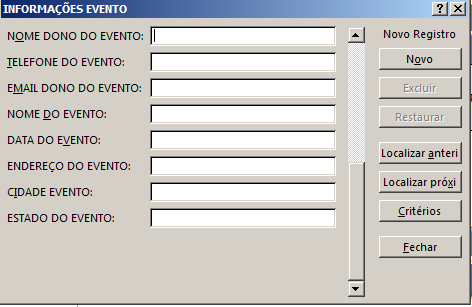 INFORMAÇÕES EVENTO
NOME DONO DO EVENTO:
TELEFONE DO EVENTO:
EMAIL DONO DO EVENTO:
NOME DO EVENTO:
DATA DO EVENTO:
ENDEREÇO DO EVENTO:
CIDADE EVENTO:
ESTADO DO EVENTO:
Novo Registro
Novo
Excluir
Restaurar
Localizar anteri
Localizar próxi
Critérios
Fechar